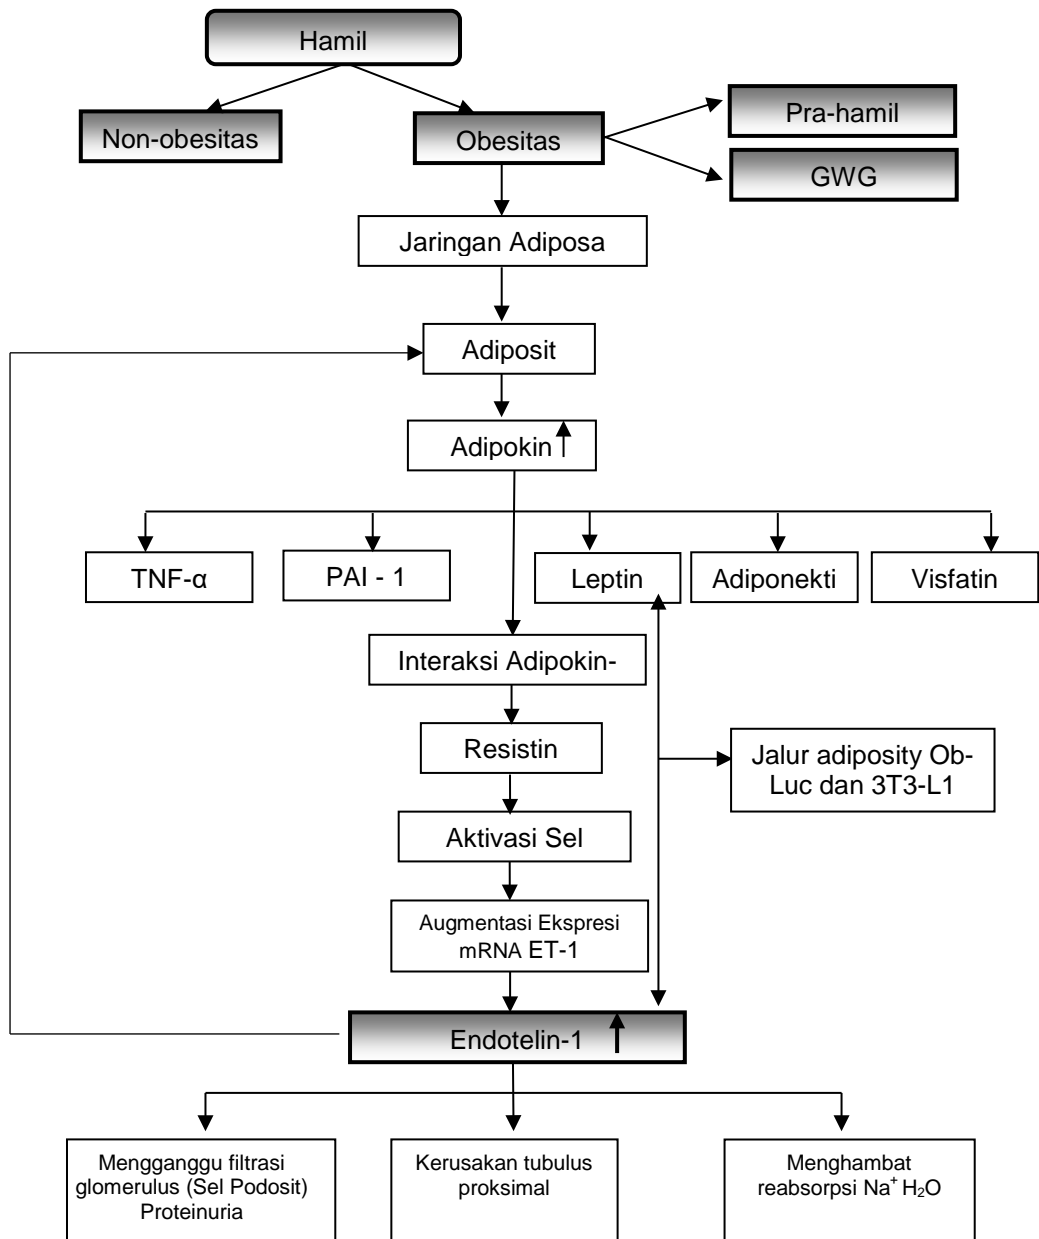 Hamil
Non-obesitas
Obesitas
Pra-hamil
GWG
Jaringan Adiposa
Adiposit
Adipokin
TNF-α
PAI - 1
Leptin
Adiponekti
Visfatin
Interaksi Adipokin-
Resistin
Jalur adiposity Ob-
Luc dan 3T3-L1
Aktivasi Sel
Augmentasi Ekspresi
mRNA ET-1
Endotelin-1
Mengganggu filtrasi
glomerulus (Sel Podosit)
Proteinuria
Kerusakan tubulus
proksimal
Menghambat
reabsorpsi Na⁺ H₂O